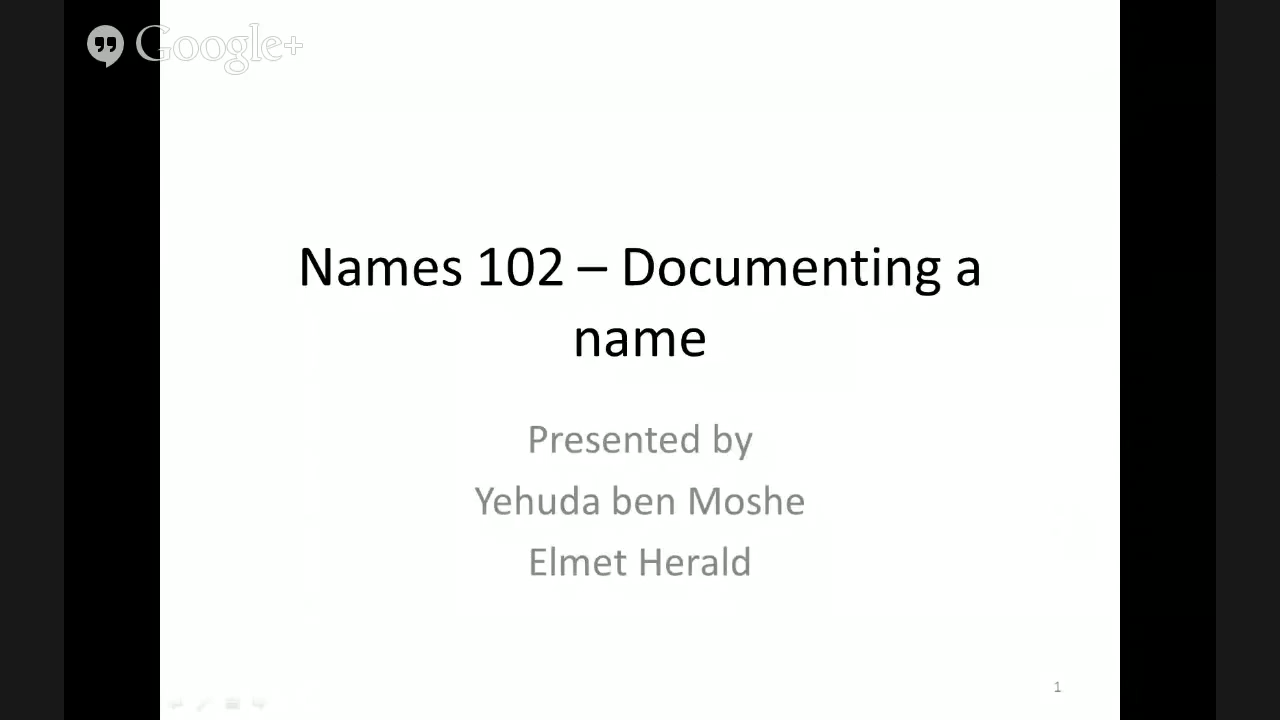 Google+
Names 102 – Documenting a
name
Presented by
Yehuda ben Moshe
Elmet Herald
1